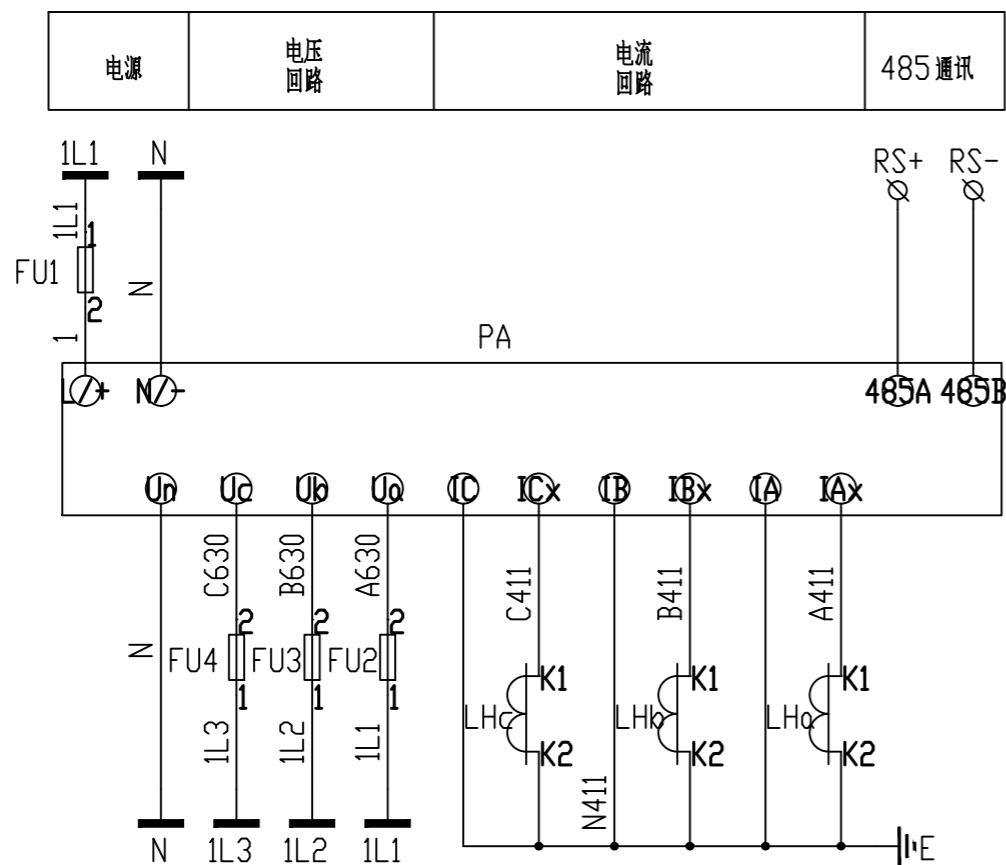 电源
电压
回路
电流
回路
485通讯
1L1
N
RS+
RS-
1L1
1
FU1
2
N
1
PA
L/+
N/-
485A
485B
Un
Uc
Ub
Ua
IC
ICx
IB
IBx
IA
IAx
C630
B630
A630
C411
B411
A411
N
2
2
2
FU4
FU3
FU2
1
1
1
K1
K1
K1
LHc
LHb
LHa
K2
K2
K2
1L3
1L2
1L1
N411
N
1L3
1L2
1L1
E